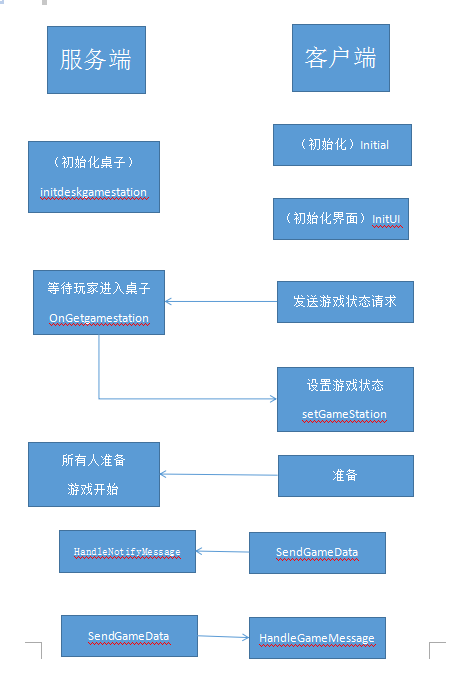 服务端
客户端
（初始化桌子）
initdeskgamestation
（初始化）Initial
（初始化界面）InitUI
等待玩家进入桌子
OnGetgamestation
发送游戏状态请求
设置游戏状态
setGameStation
所有人准备
游戏开始
准备
HandleNotifyMessage
SendGameData
SendGameData
HandleGameMessage